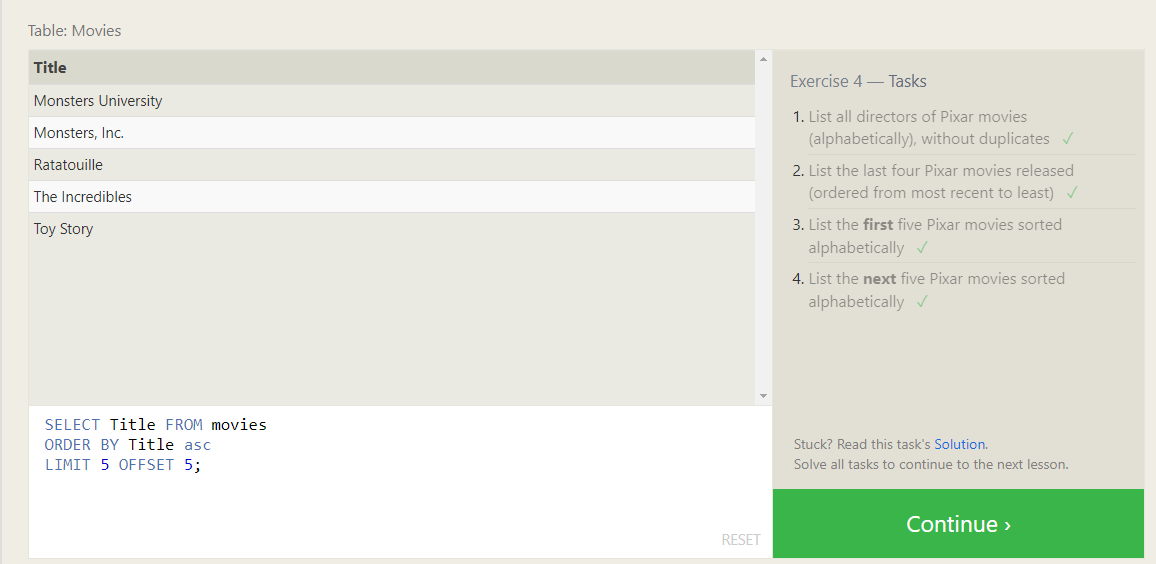 Table: Movies
Title
Monsters University
Monsters, Inc.
Ratatouille
The Incredibles
Toy Story
SELECT Title FROM movies
ORDER BY Title asc
LIMIT 5 OFFSET 5;
RESET
Exercise 4 — Tasks
1. List all directors of Pixar movies
(alphabetically), without duplicates ✓
2. List the last four Pixar movies released
(ordered from most recent to least) ✓
3. List the first five Pixar movies sorted
alphabetically ✓
4. List the next five Pixar movies sorted
alphabetically ✓
Stuck? Read this task's Solution.
Solve all tasks to continue to the next lesson.
Continue ›